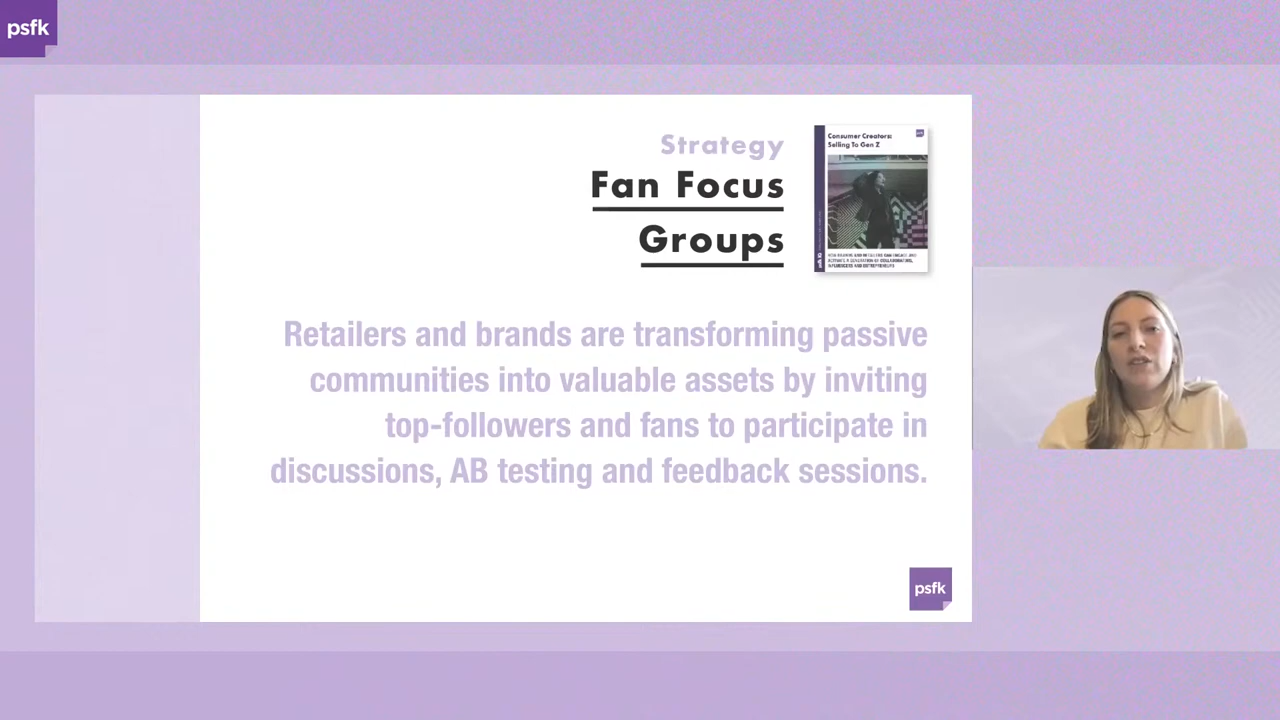 psfk
Strategy
Fan Focus
Groups
Consumer Creators:
Selling To Gen Z
Retailers and brands are transforming passive
communities into valuable assets by inviting
top-followers and fans to participate in
discussions, AB testing and feedback sessions.
psfk